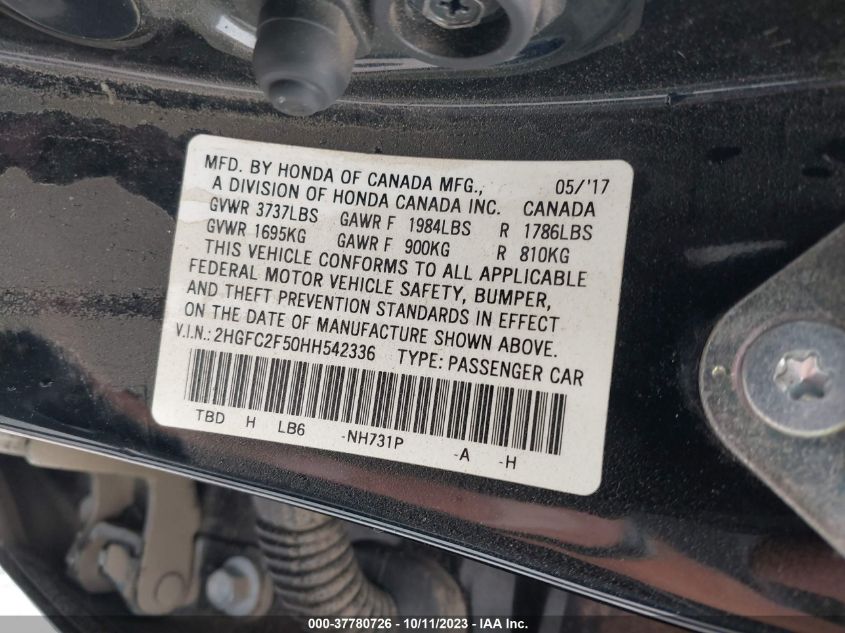 MFD. BY HONDA OF CANADA MFG., 05/'17
A DIVISION OF HONDA CANADA INC. CANADA
GVWR 3737LBS GAWR F 1984LBS R 1786LBS
GVWR 1695KG GAWR F 900KG R 810KG
THIS VEHICLE CONFORMS TO ALL APPLICABLE
FEDERAL MOTOR VEHICLE SAFETY, BUMPER,
AND THEFT PREVENTION STANDARDS IN EFFECT
ON THE DATE OF MANUFACTURE SHOWN ABOVE.
V.I.N.: 2HGFC2F50HH542336 TYPE: PASSENGER CAR
TBD H LB6 -NH731P -A -H
000-37780726 - 10/11/2023 - IAA Inc.